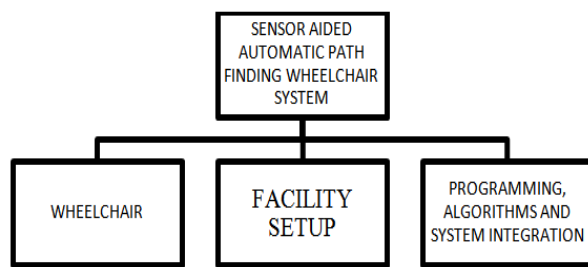 SENSOR AIDED
AUTOMATIC PATH
FINDING WHEELCHAIR
SYSTEM
WHEELCHAIR
FACILITY
SETUP
PROGRAMMING,
ALGORITHMS AND
SYSTEM INTEGRATION